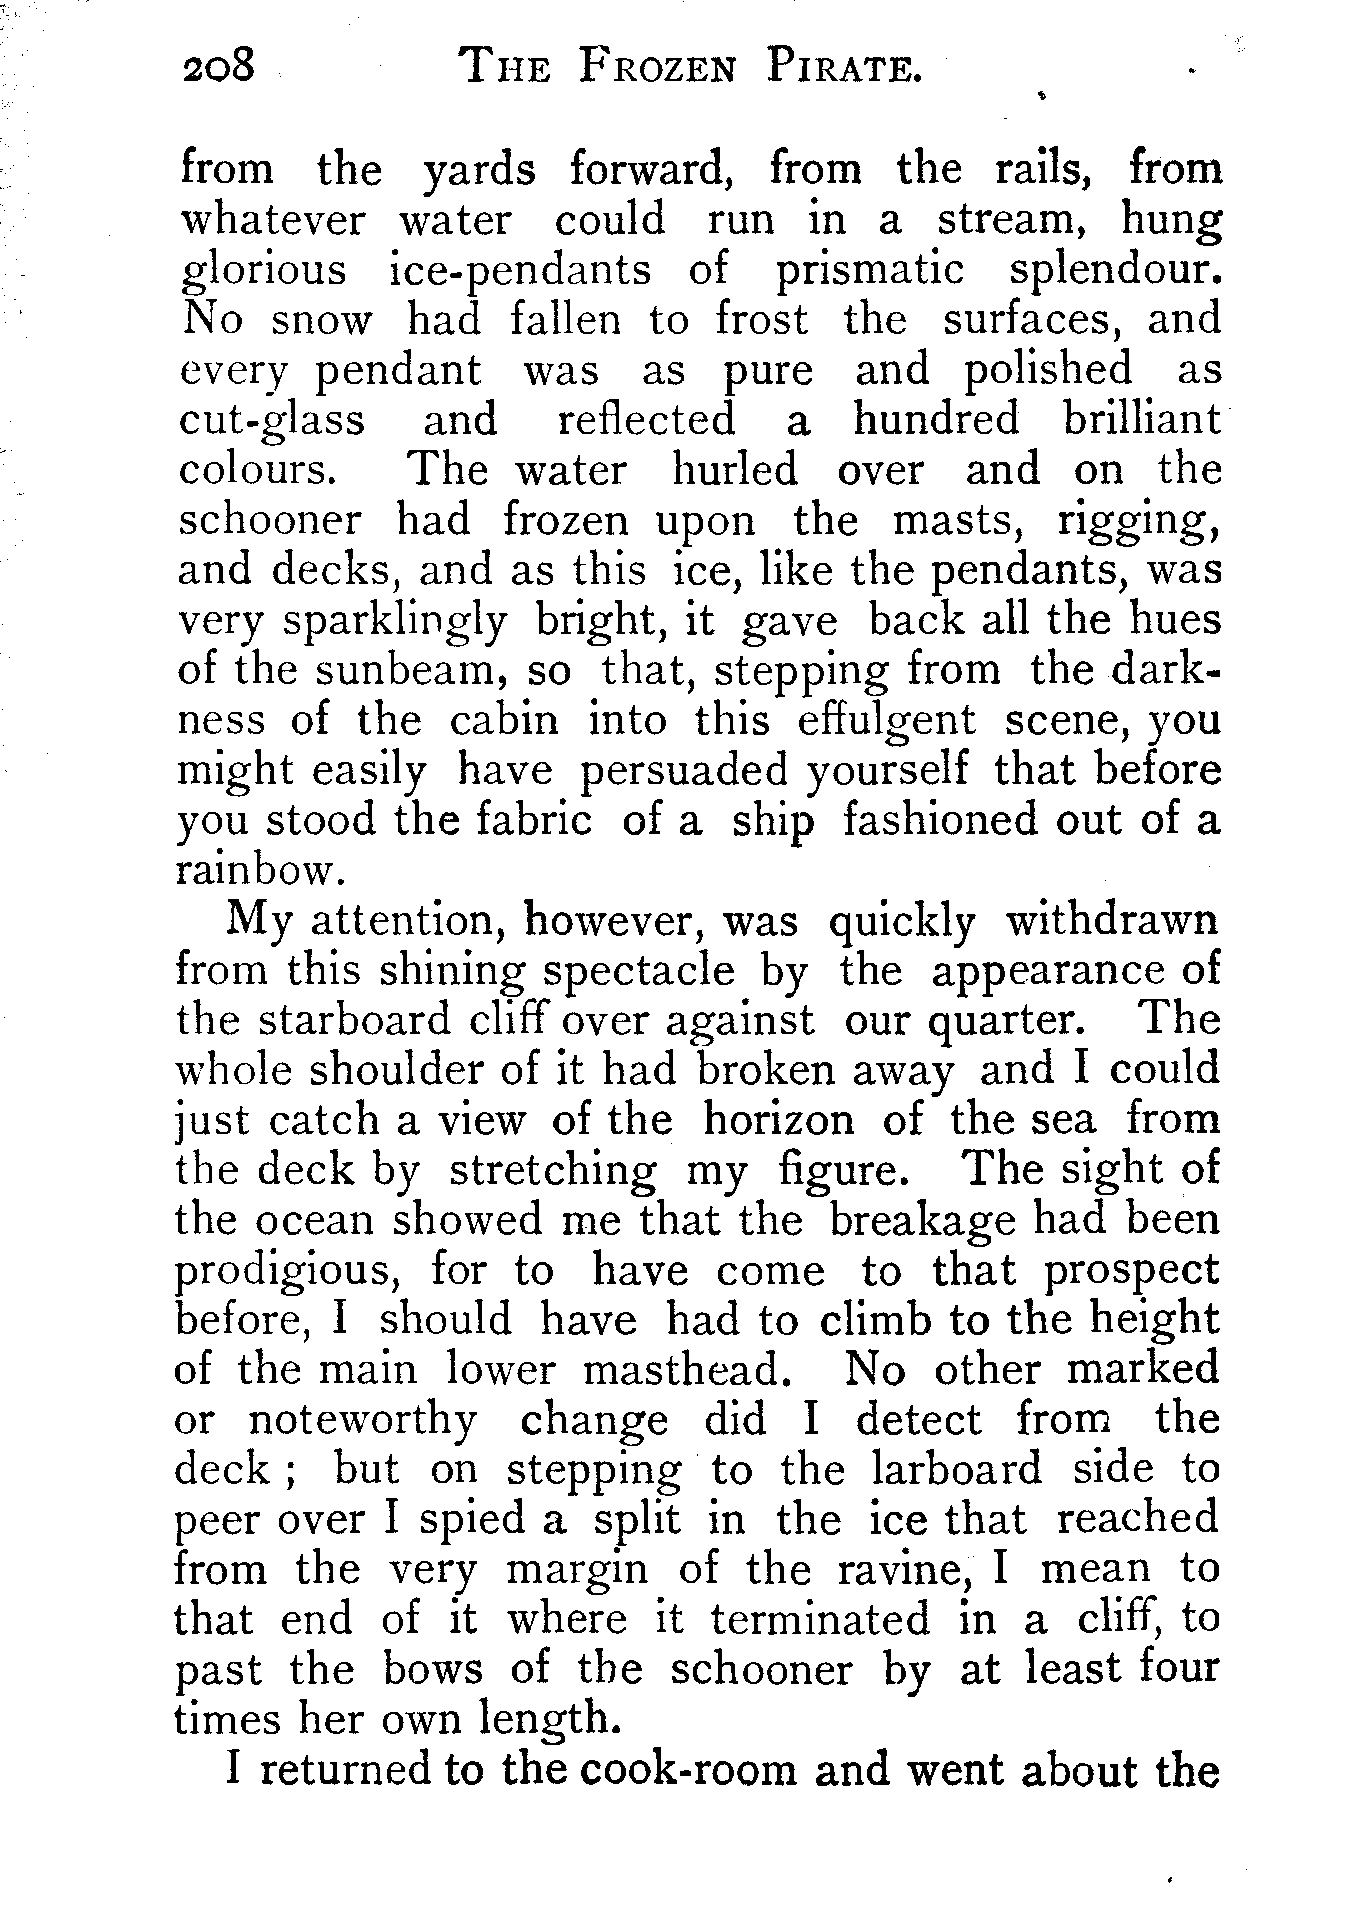 208 THE FROZEN PIRATE.
from the yards forward, from the rails, from
whatever water could run in a stream, hung
glorious ice-pendants of prismatic splendour.
No snow had fallen to frost the surfaces, and
every pendant was as pure and polished as
cut-glass and reflected a hundred brilliant
colours. The water hurled over and on the
schooner had frozen upon the masts, rigging,
and decks, and as this ice, like the pendants, was
very sparklingly bright, it gave back all the hues
of the sunbeam, so that, stepping from the dark-
ness of the cabin into this effulgent scene, you
might easily have persuaded yourself that before
you stood the fabric of a ship fashioned out of a
rainbow.
My attention, however, was quickly withdrawn
from this shining spectacle by the appearance of
the starboard cliff over against our quarter. The
whole shoulder of it had broken away and I could
just catch a view of the horizon of the sea from
the deck by stretching my figure. The sight of
the ocean showed me that the breakage had been
prodigious, for to have come to that prospect
before, I should have had to climb to the height
of the main lower masthead. No other marked
or noteworthy change did I detect from the
deck ; but on stepping to the larboard side to
peer over I spied a split in the ice that reached
from the very margin of the ravine, I mean to
that end of it where it terminated in a cliff, to
past the bows of the schooner by at least four
times her own length.
I returned to the cook-room and went about the